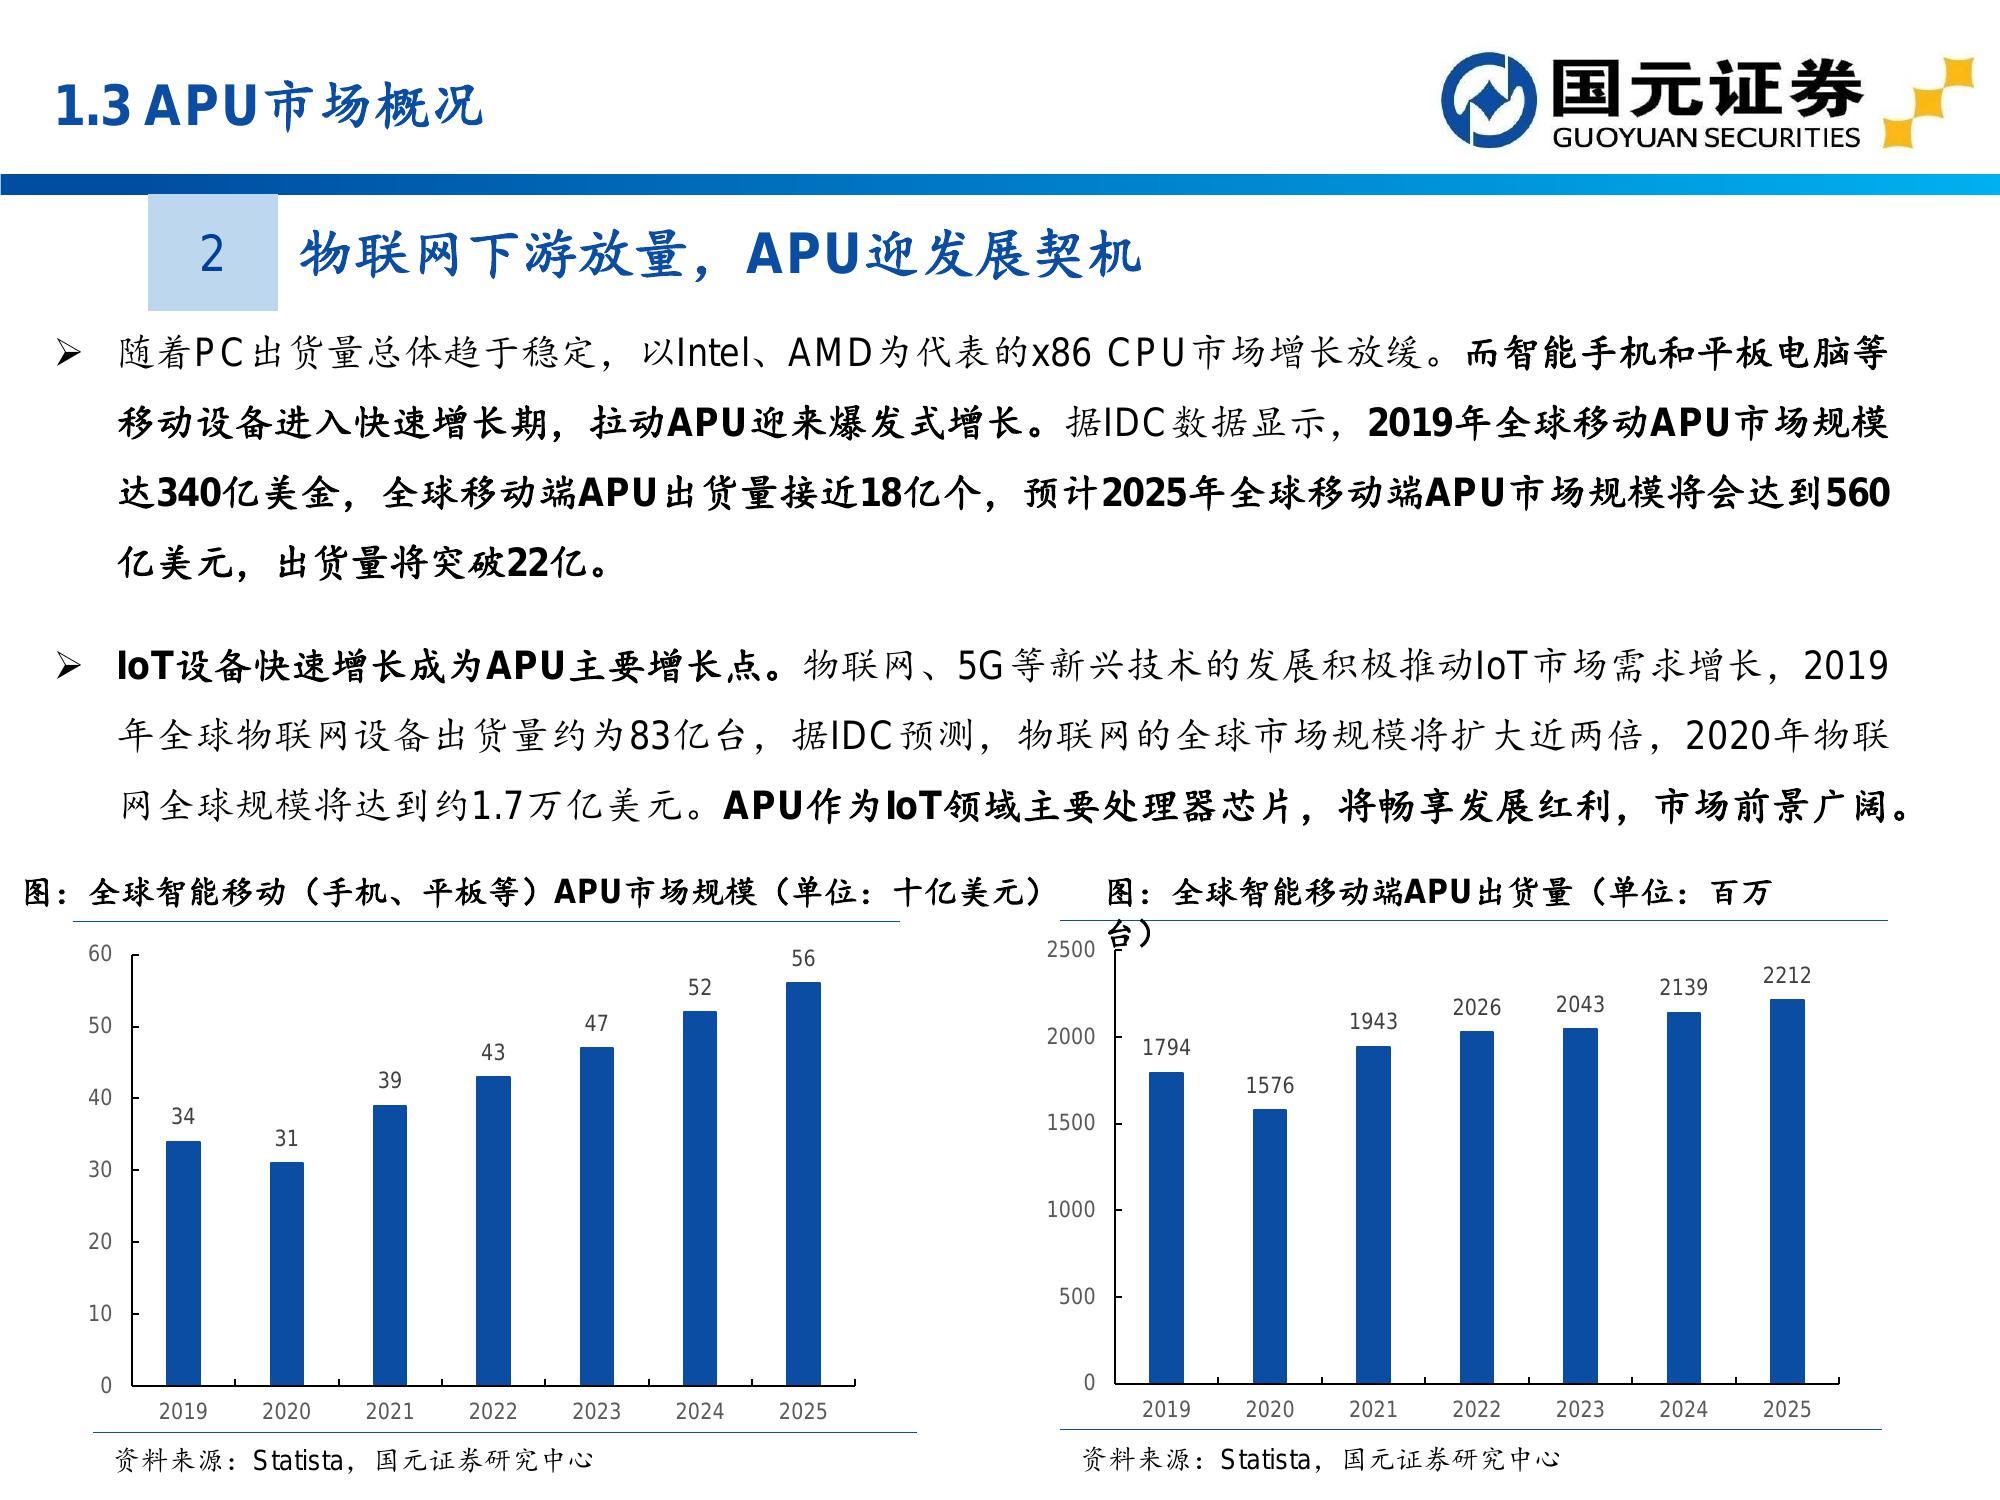 1.3 APU市场概况
国元证券
GUOYUAN SECURITIES
2
物联网下游放量，APU迎发展契机
➢ 随着PC出货量总体趋于稳定，以Intel、AMD为代表的x86 CPU市场增长放缓。而智能手机和平板电脑等
移动设备进入快速增长期，拉动APU迎来爆发式增长。据IDC数据显示，2019年全球移动APU市场规模
达340亿美金，全球移动端APU出货量接近18亿个，预计2025年全球移动端APU市场规模将会达到560
亿美元，出货量将突破22亿。
➢ IoT设备快速增长成为APU主要增长点。物联网、5G等新兴技术的发展积极推动IoT市场需求增长，2019
年全球物联网设备出货量约为83亿台，据IDC预测，物联网的全球市场规模将扩大近两倍，2020年物联
网全球规模将达到约1.7万亿美元。APU作为IoT领域主要处理器芯片，将畅享发展红利，市场前景广阔。
图：全球智能移动（手机、平板等）APU市场规模（单位：十亿美元）
60
50
40
30
20
10
0
34
31
39
43
47
52
56
2019 2020 2021 2022 2023 2024 2025
资料来源：Statista，国元证券研究中心
图：全球智能移动端APU出货量（单位：百万
台）
2500
2000
1500
1000
500
0
1794
1576
1943
2026
2043
2139
2212
2019 2020 2021 2022 2023 2024 2025
资料来源：Statista，国元证券研究中心